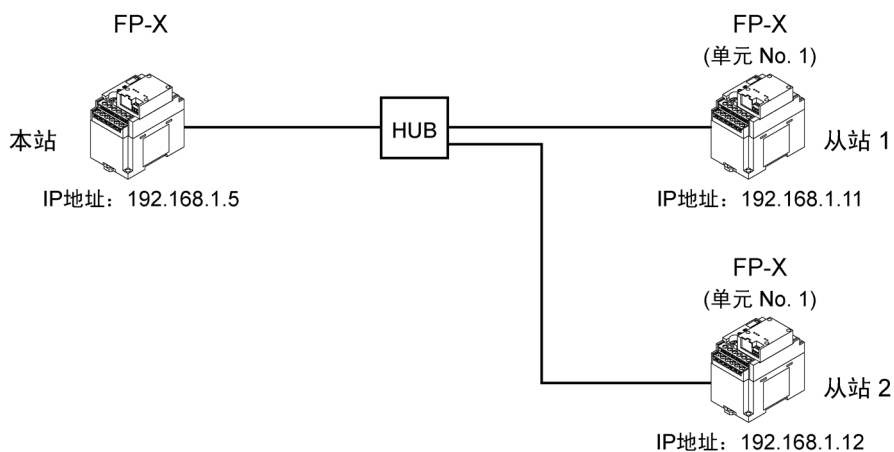 FP-X
本站
IP地址：192.168.1.5
HUB
FP-X
(单元 No. 1)
从站 1
IP地址：192.168.1.11
FP-X
(单元 No. 1)
从站 2
IP地址：192.168.1.12